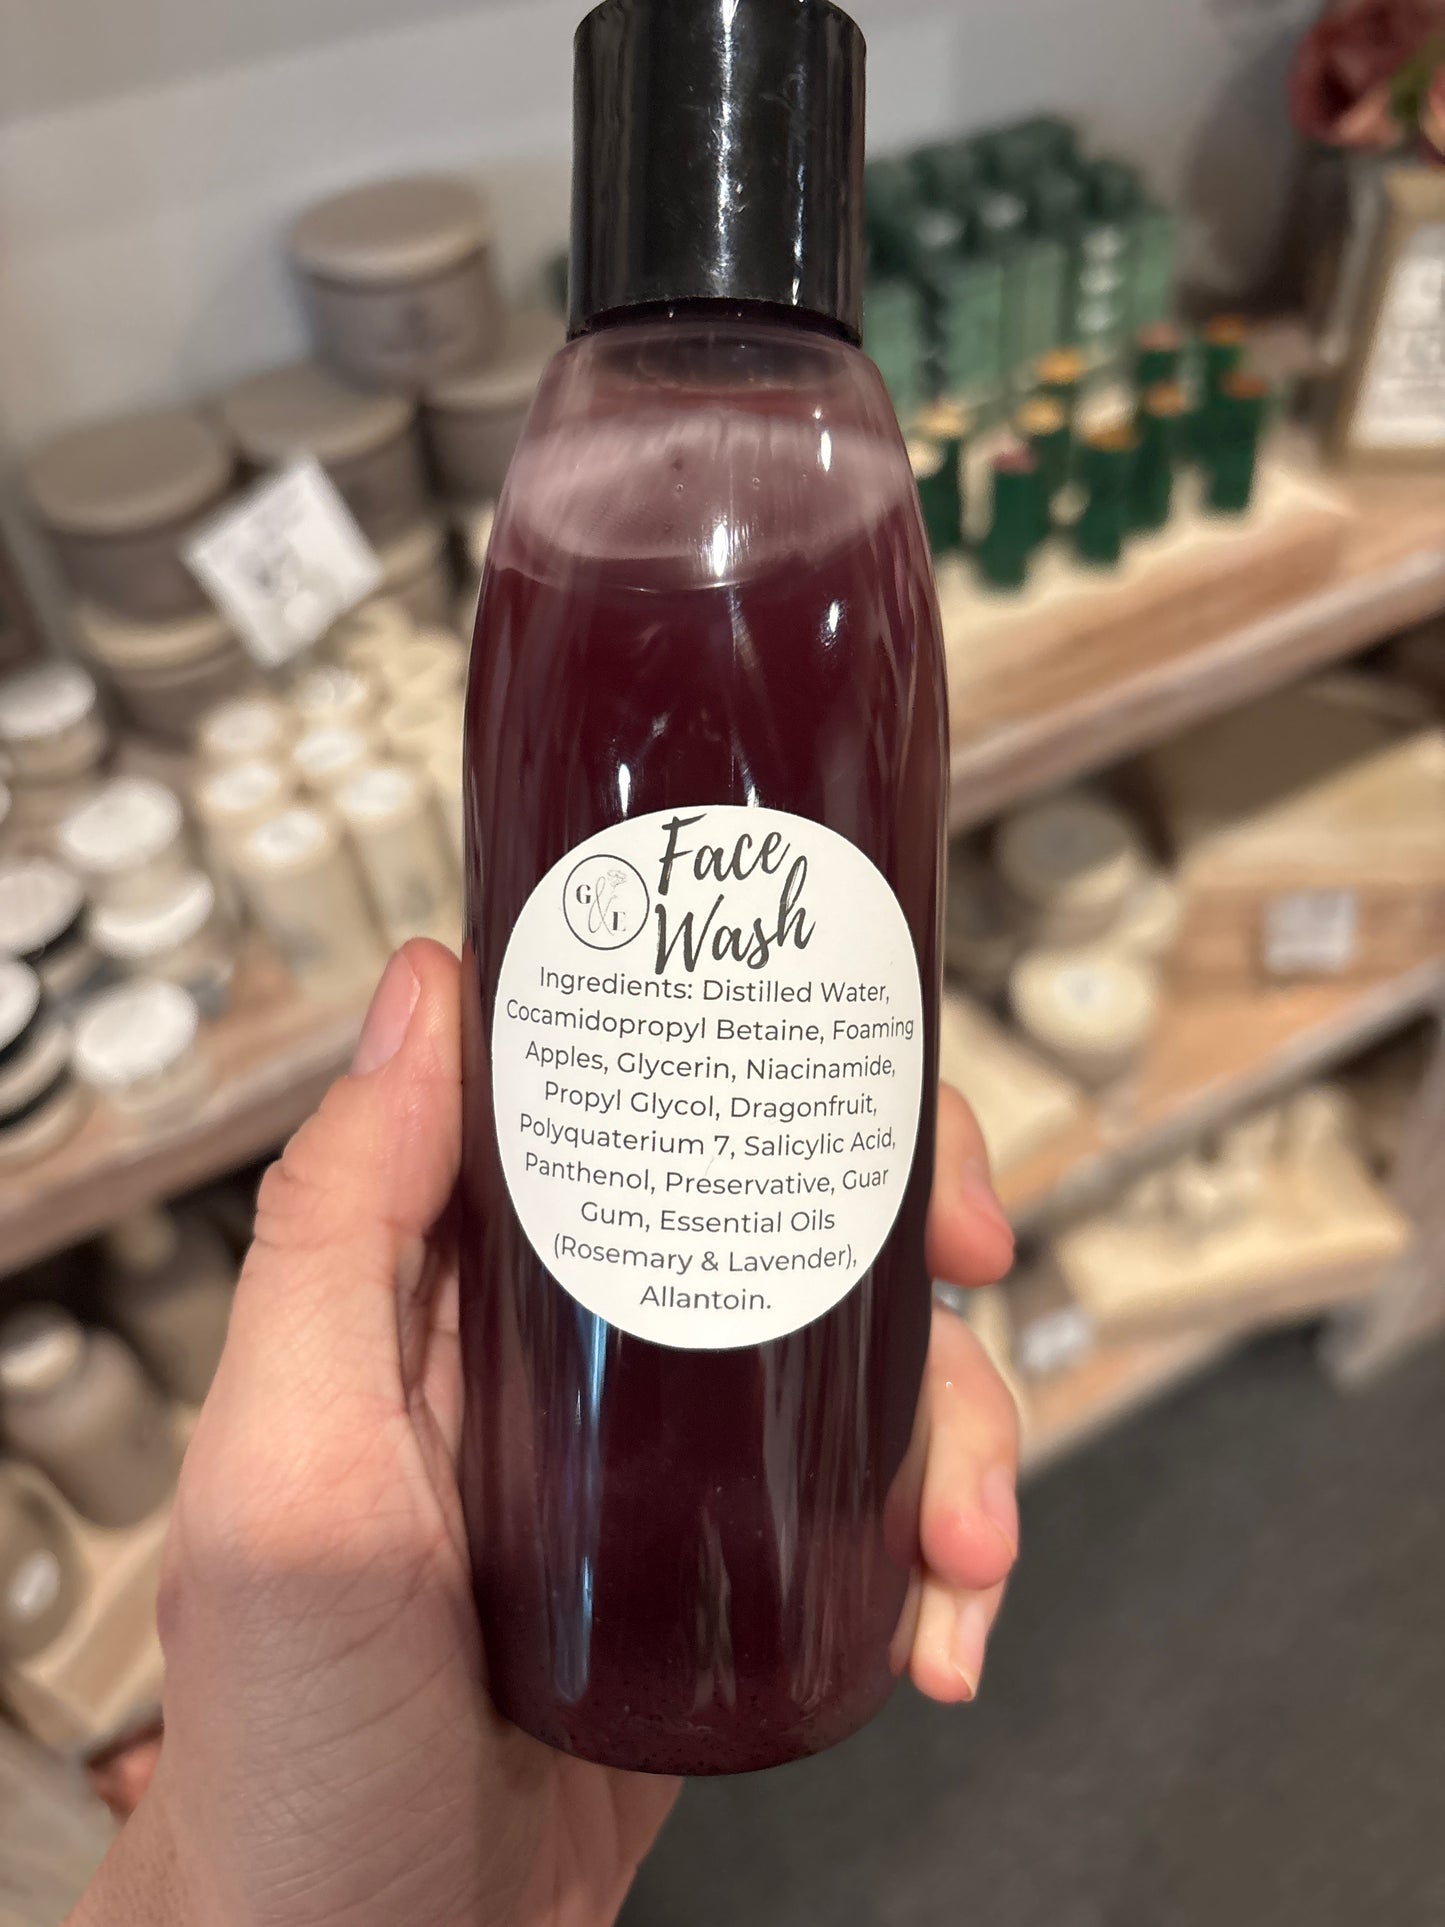 Face
Wash
G&E
Ingredients: Distilled Water,
Cocamidopropyl Betaine, Foaming
Apples, Glycerin, Niacinamide,
Propyl Glycol, Dragonfruit,
Polyquaterium 7, Salicylic Acid,
Panthenol, Preservative, Guar
Gum, Essential Oils
(Rosemary & Lavender),
Allantoin.